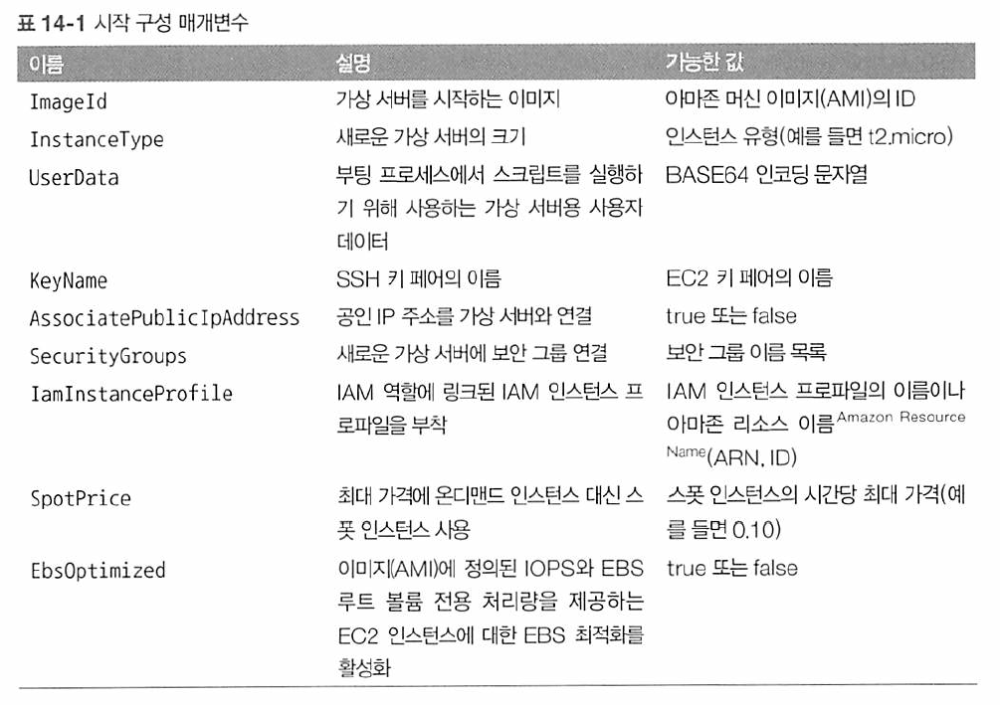 표 14-1 시작 구성 매개변수
이름 설명 가능한 값
ImageId 가상 서버를 시작하는 이미지 아마존 머신 이미지(AMI)의 ID
InstanceType 새로운 가상 서버의 크기 인스턴스 유형(예를 들면 t2.micro)
UserData 부팅 프로세스에서 스크립트를 실행하 BASE64 인코딩 문자열
기 위해 사용하는 가상 서버용 사용자
데이터
KeyName SSH 키 페어의 이름 EC2 키 페어의 이름
AssociatePublicIpAddress 공인 IP 주소를 가상 서버와 연결 true 또는 false
SecurityGroups 새로운 가상 서버에 보안 그룹 연결 보안 그룹 이름 목록
IamInstanceProfile IAM 역할에 링크된 IAM 인스턴스 프 IAM 인스턴스 프로파일의 이름이나
로파일을 부착 아마존 리소스 이름Amazon Resource
Name(ARN, ID)
SpotPrice 최대 가격에 온디맨드 인스턴스 대신 스 스폿 인스턴스의 시간당 최대 가격(예
폿 인스턴스 사용 를 들면 0.10)
EbsOptimized 이미지(AMI)에 정의된 IOPS와 EBS true 또는 false
루트 볼륨 전용 처리량을 제공하는
EC2 인스턴스에 대한 EBS 최적화를
활성화